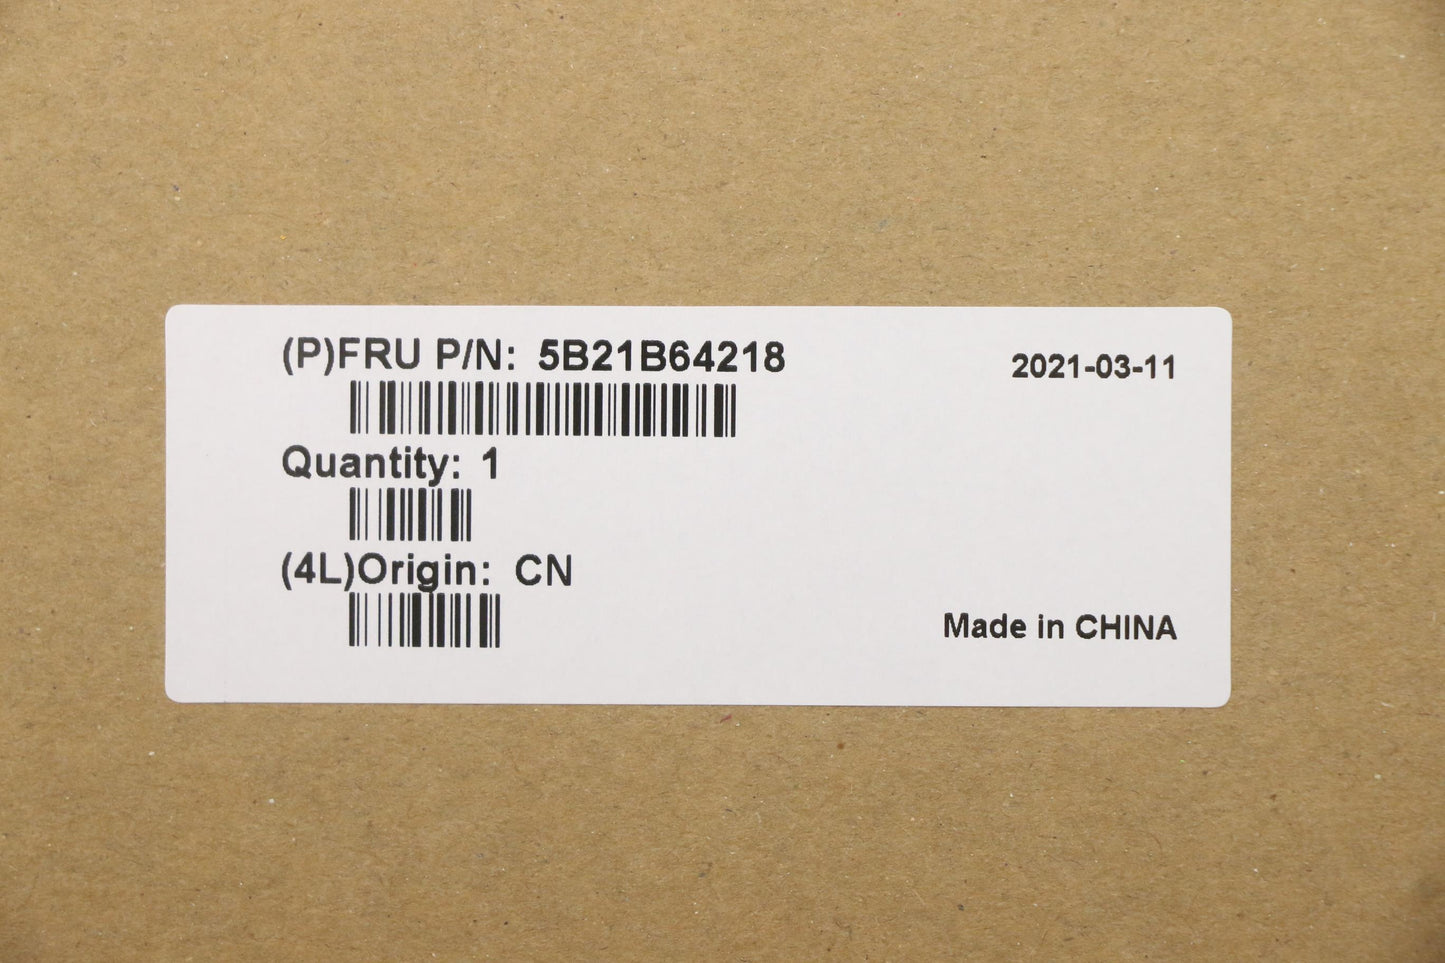 (P)FRU P/N: 5B21B64218
2021-03-11
Quantity: 1
(4L)Origin: CN
Made in CHINA